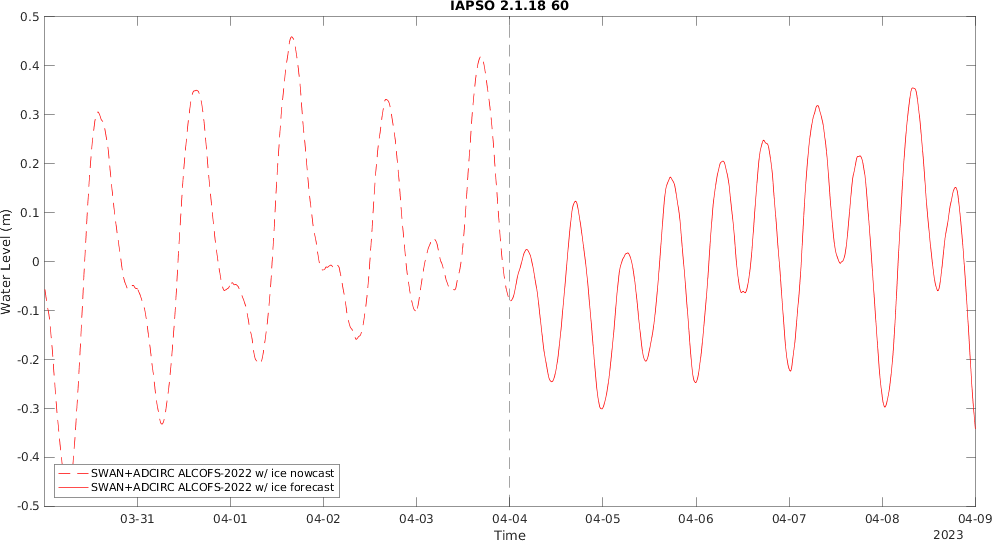 IAPSO 2.1.18 60
0.5
0.4
0.3
0.2
0.1
0
-0.1
-0.2
-0.3
-0.4
-0.5
Water Level (m)
SWAN+ADCIRC ALCOFS-2022 w/ ice nowcast
SWAN+ADCIRC ALCOFS-2022 w/ ice forecast
03-31 04-01 04-02 04-03 04-04 04-05 04-06 04-07 04-08 04-09
Time
2023